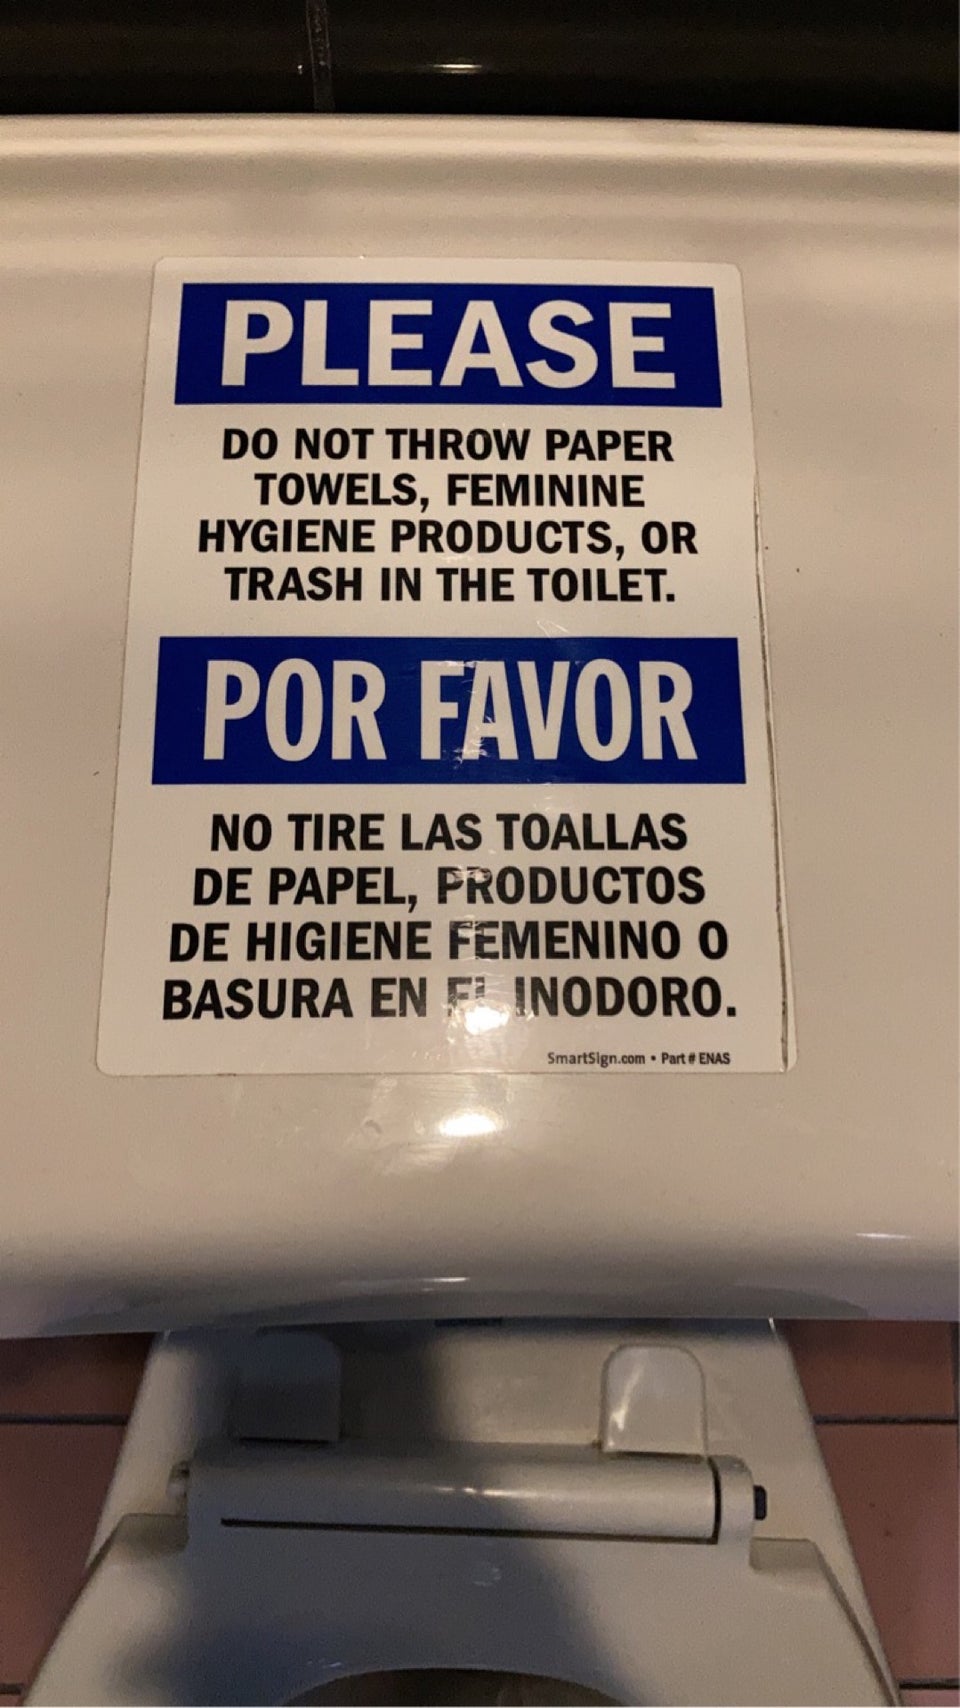 PLEASE
DO NOT THROW PAPER
TOWELS, FEMININE
HYGIENE PRODUCTS, OR
TRASH IN THE TOILET.
POR FAVOR
NO TIRE LAS TOALLAS
DE PAPEL, PRODUCTOS
DE HIGIENE FEMENINO O
BASURA EN EL INODORO.
SmartSign.com • Part # ENAS